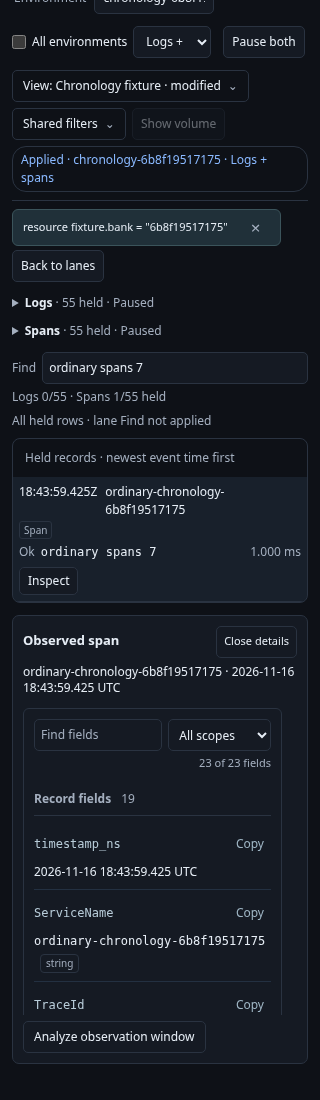 All environments
Logs +
Pause both
View: Chronology fixture · modified
Shared filters
Show volume
Applied · chronology-6b8f19517175 · Logs +
spans
resource fixture.bank = "6b8f19517175" ×
Back to lanes
Logs · 55 held · Paused
Spans · 55 held · Paused
Find ordinary spans 7
Logs 0/55 · Spans 1/55 held
All held rows · lane Find not applied
Held records · newest event time first
18:43:59.425Z ordinary-chronology-
6b8f19517175
Span
Ok ordinary spans 7 1.000 ms
Inspect
Observed span
Close details
ordinary-chronology-6b8f19517175 · 2026-11-16
18:43:59.425 UTC
Find fields
All scopes
23 of 23 fields
Record fields 19
timestamp_ns Copy
2026-11-16 18:43:59.425 UTC
ServiceName Copy
ordinary-chronology-6b8f19517175
string
TraceId Copy
Analyze observation window